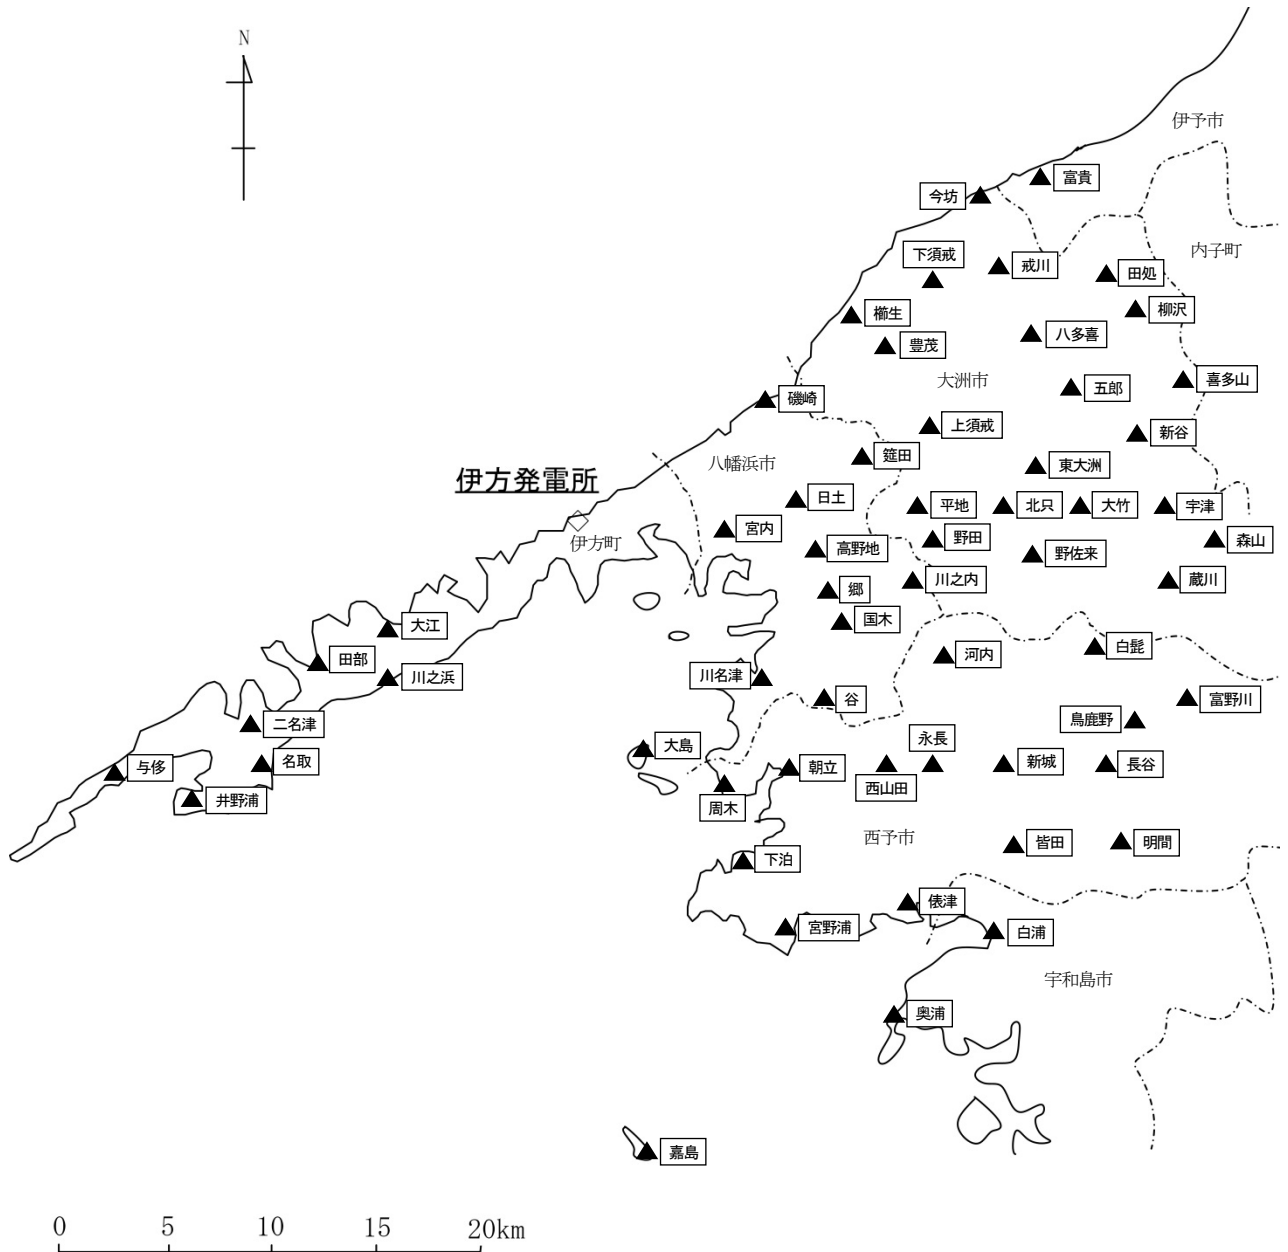 N
伊予市
富貴
今坊
内子町
下須戒
戒川
田処
柳沢
櫛生
八多喜
豊茂
大洲市
喜多山
五郎
磯崎
上須戒
新谷
八幡浜市
筵田
東大洲
伊方発電所
日土
平地
北只
大竹
宇津
宮内
伊方町
高野地
野田
野佐来
森山
川之内
蔵川
郷
国木
大江
田部
川之浜
河内
白髭
川名津
谷
富野川
二名津
鳥鹿野
大島
永長
名取
与侈
朝立
新城
長谷
井野浦
周木
西山田
西予市
皆田
明間
下泊
俵津
宮野浦
白浦
宇和島市
奥浦
嘉島
0 5 10 15 20km